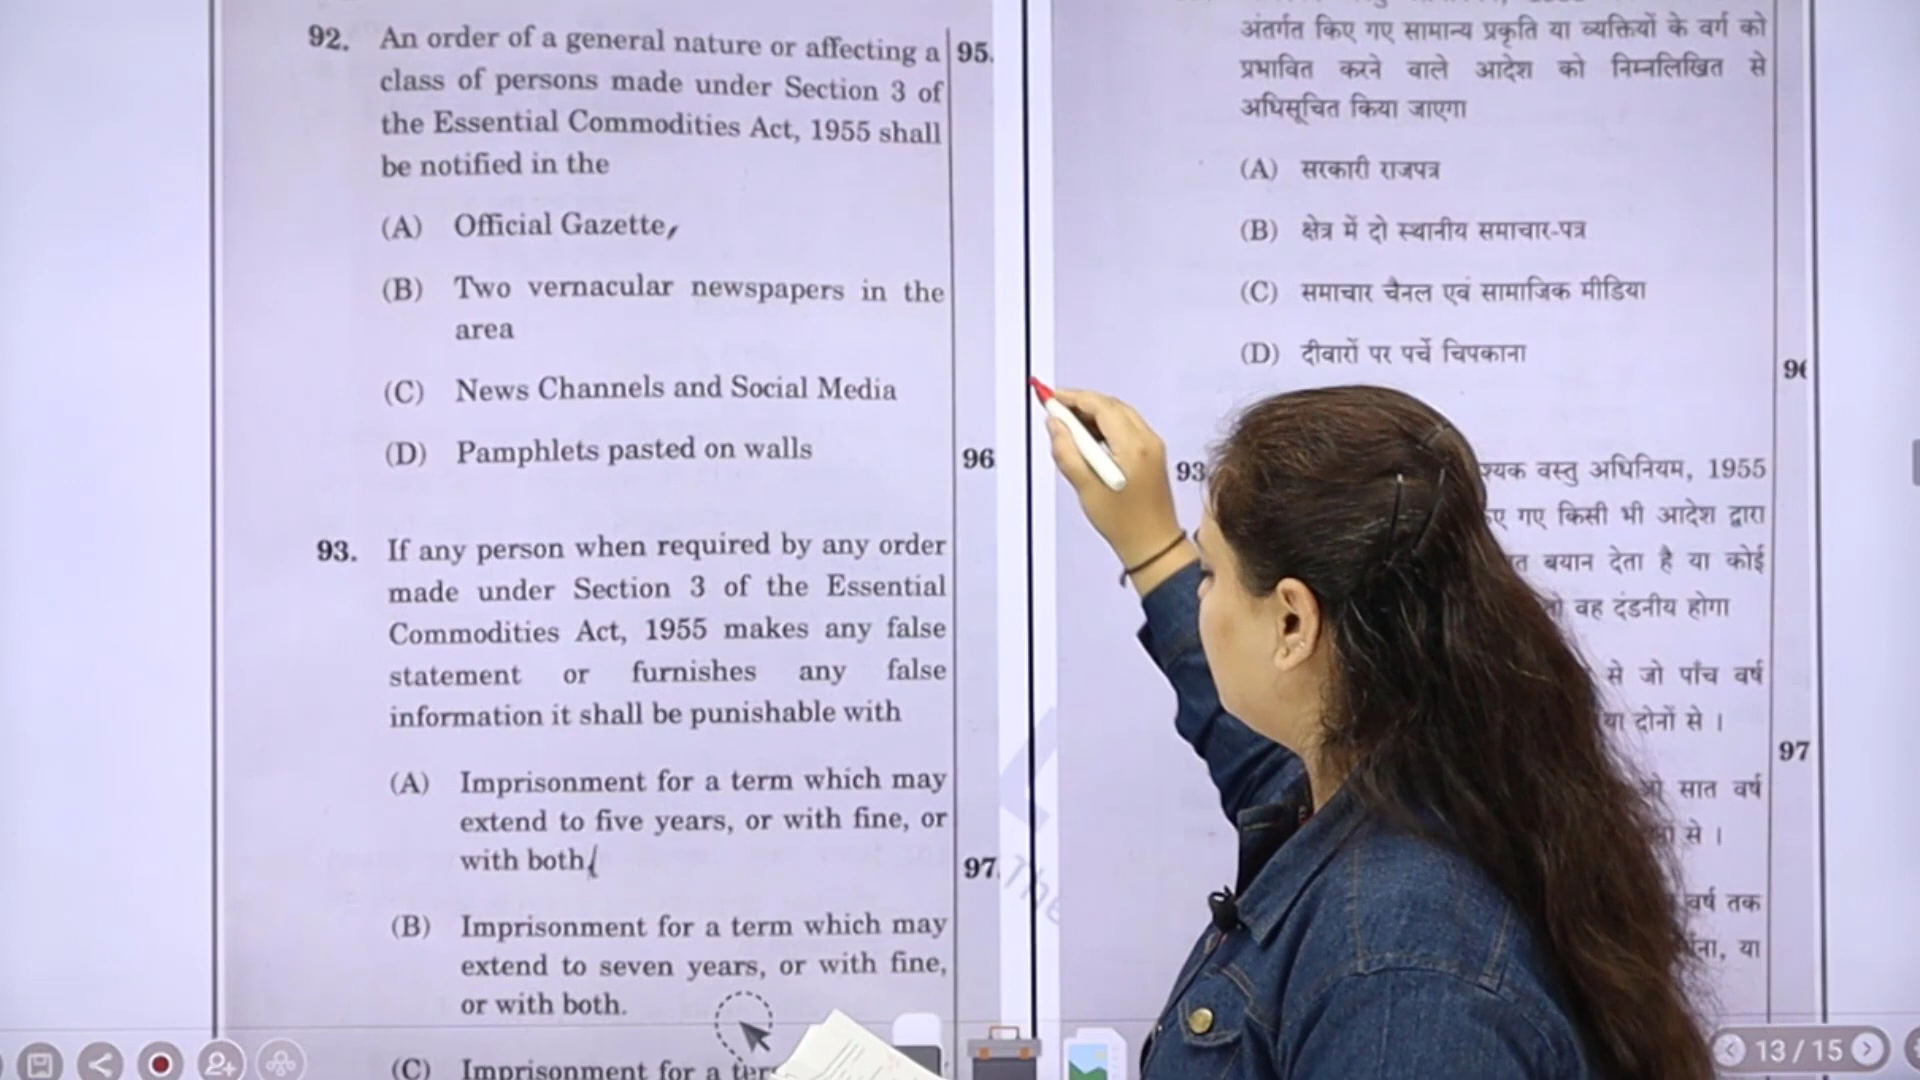 92. An order of a general nature or affecting a
class of persons made under Section 3 of
the Essential Commodities Act, 1955 shall
be notified in the
(A) Official Gazette
(B) Two vernacular newspapers in the
area
(C) News Channels and Social Media
(D) Pamphlets pasted on walls
93. If any person when required by any order
made under Section 3 of the Essential
Commodities Act, 1955 makes any false
statement or furnishes any false
information it shall be punishable with
(A) Imprisonment for a term which may
extend to five years, or with fine, or
with both
(B) Imprisonment for a term which may
extend to seven years, or with fine,
or with both.
(C) Imprisonment for a
95.
96
97.
अंतर्गत किए गए सामान्य प्रकृति या व्यक्तियों के वर्ग को
प्रभावित करने वाले आदेश को निम्नलिखित से
अधिसूचित किया जाएगा
(A) सरकारी राजपत्र
(B) क्षेत्र में दो स्थानीय समाचार-पत्र
(C) समाचार चैनल एवं सामाजिक मीडिया
(D) दीवारों पर पर्चे चिपकाना
93
वस्तु अधिनियम, 1955
गए किसी भी आदेश द्वारा
बयान देता है या कोई
वह दंडनीय होगा
से जो पाँच वर्ष
या दोनों से ।
सात वर्ष
से ।
वर्ष तक
या
96
97
The
13 / 15